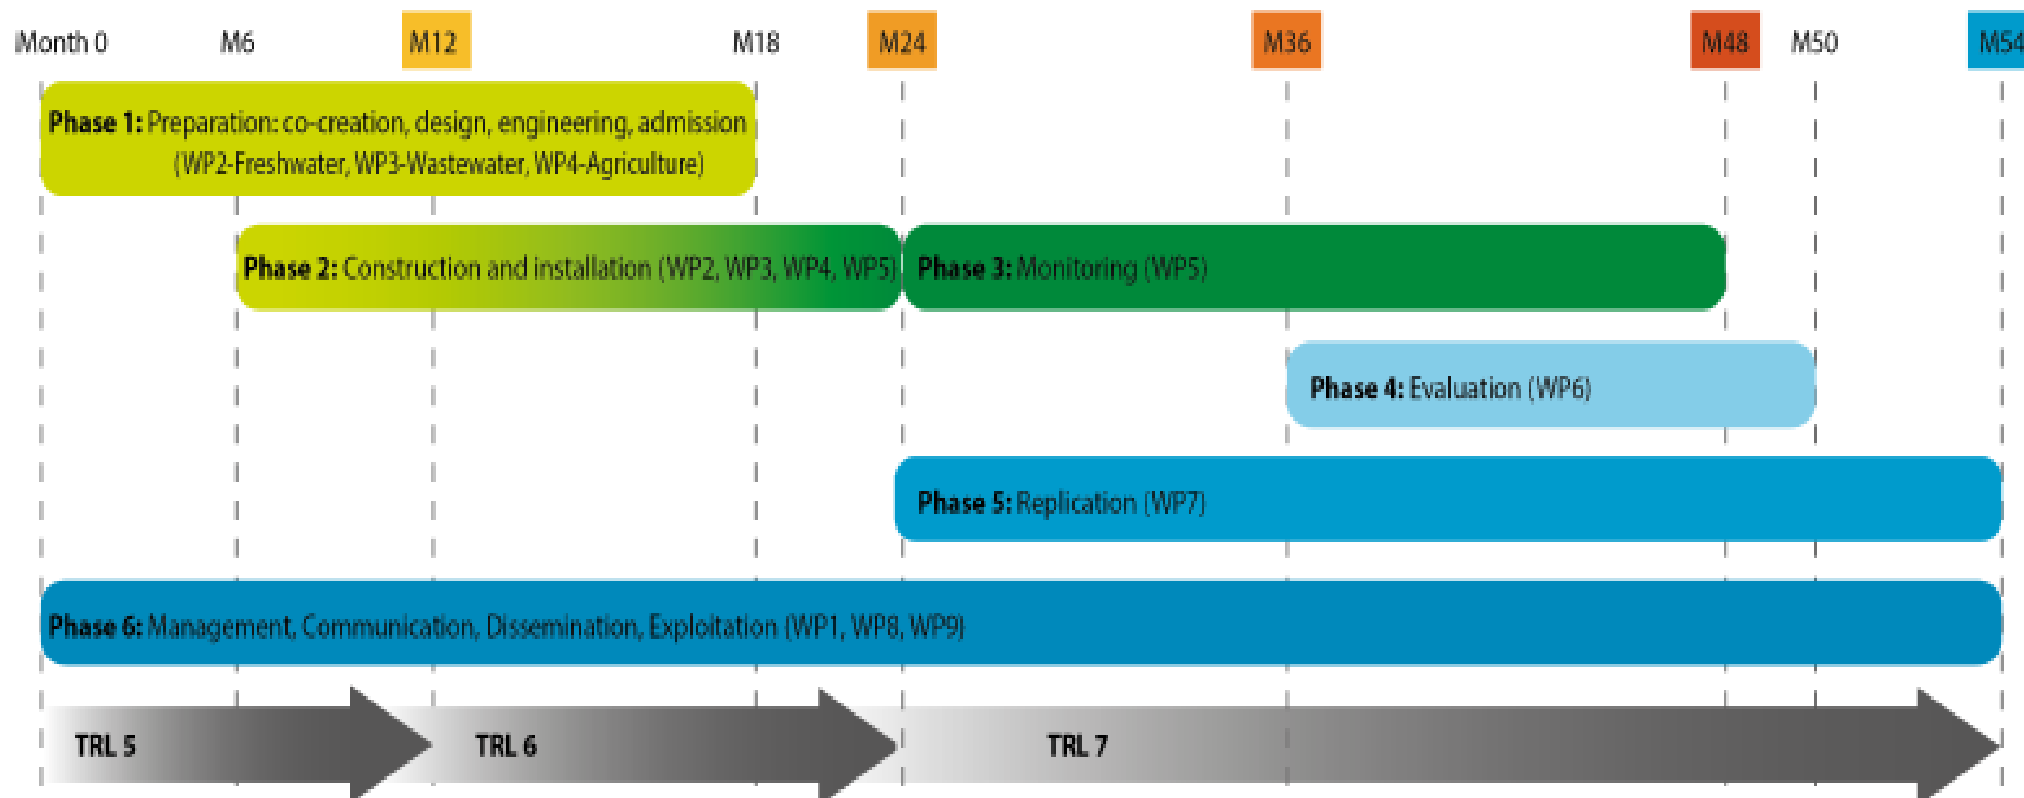 Month 0 M6 M12 M18 M24 M36 M48 M50 M54
Phase 1: Preparation: co-creation, design, engineering, admission
(WP2-Freshwater, WP3-Wastewater, WP4-Agriculture)
Phase 2: Construction and installation (WP2, WP3, WP4, WP5) Phase 3: Monitoring (WP5)
Phase 4: Evaluation (WP6)
Phase 5: Replication (WP7)
Phase 6: Management, Communication, Dissemination, Exploitation (WP1, WP8, WP9)
TRL 5 TRL 6 TRL 7